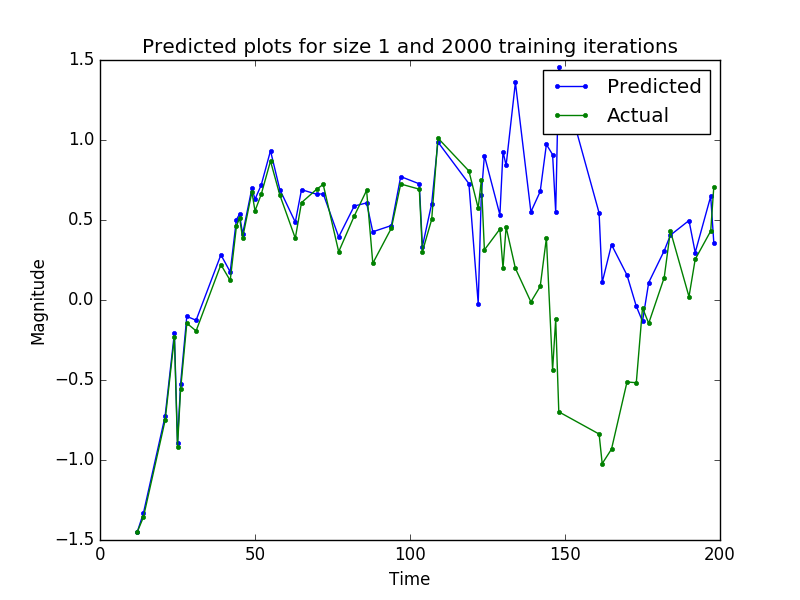 Predicted plots for size 1 and 2000 training iterations
1.5
1.0
0.5
0.0
−0.5
−1.0
−1.5
Magnitude
Predicted
Actual
0 50 100 150 200
Time